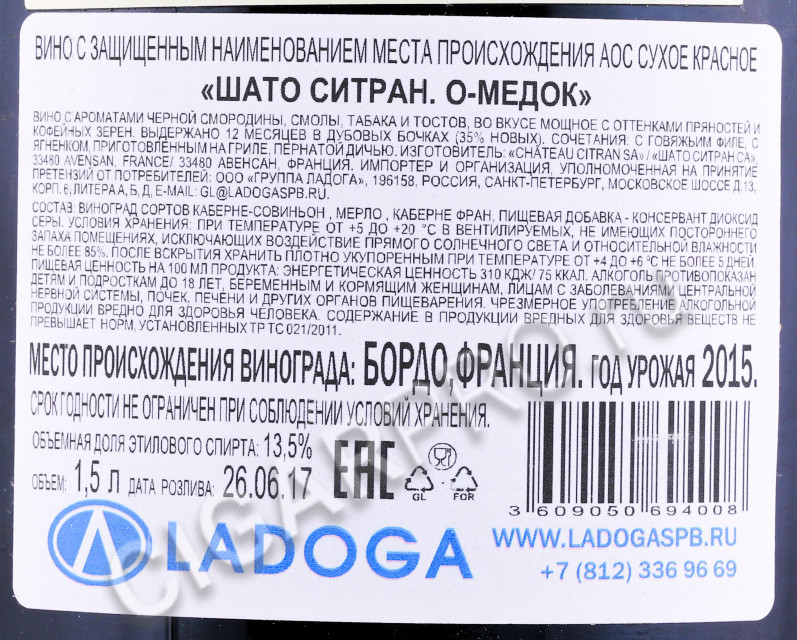 ВИНО С ЗАЩИЩЕННЫМ НАИМЕНОВАНИЕМ МЕСТА ПРОИСХОЖДЕНИЯ АОС СУХОЕ КРАСНОЕ
«ШАТО СИТРАН. О-МЕДОК»
ВИНО С АРОМАТАМИ ЧЕРНОЙ СМОРОДИНЫ, СМОЛЫ, ТАБАКА И ТОСТОВ, ВО ВКУСЕ МОЩНОЕ С ОТТЕНКАМИ ПРЯНОСТЕЙ И
КОФЕЙНЫХ ЗЕРЕН. ВЫДЕРЖАНО 12 МЕСЯЦЕВ В ДУБОВЫХ БОЧКАХ (35% НОВЫХ). СОЧЕТАНИЯ: С ГОВЯЖЬИМ ФИЛЕ, С
ЯГНЕНКОМ, ПРИГОТОВЛЕННЫМ НА ГРИЛЕ, ПЕРНАТОЙ ДИЧЬЮ. ИЗГОТОВИТЕЛЬ: «CHÂTEAU CITRAN SA» / «ШАТО СИТРАН СА»,
33480 AVENSAN, FRANCE/ 33480 АВЕНСАН, ФРАНЦИЯ. ИМПОРТЕР И ОРГАНИЗАЦИЯ, УПОЛНОМОЧЕННАЯ НА ПРИНЯТИЕ
ПРЕТЕНЗИЙ ОТ ПОТРЕБИТЕЛЕЙ: ООО «ГРУППА ЛАДОГА», 196158, РОССИЯ, САНКТ-ПЕТЕРБУРГ, МОСКОВСКОЕ ШОССЕ Д.13,
КОРП. 6, ЛИТЕРА А, Б, Д, E-MAIL: GL@LADOGASPB.RU.
СОСТАВ: ВИНОГРАД СОРТОВ КАБЕРНЕ-СОВИНЬОН , МЕРЛО , КАБЕРНЕ ФРАН, ПИЩЕВАЯ ДОБАВКА - КОНСЕРВАНТ ДИОКСИД
СЕРЫ. УСЛОВИЯ ХРАНЕНИЯ: ПРИ ТЕМПЕРАТУРЕ ОТ +5 ДО +20 °С В ВЕНТИЛИРУЕМЫХ, НЕ ИМЕЮЩИХ ПОСТОРОННЕГО
ЗАПАХА ПОМЕЩЕНИЯХ, ИСКЛЮЧАЮЩИХ ВОЗДЕЙСТВИЕ ПРЯМОГО СОЛНЕЧНОГО СВЕТА И ОТНОСИТЕЛЬНОЙ ВЛАЖНОСТИ
НЕ БОЛЕЕ 85%. ПОСЛЕ ВСКРЫТИЯ ХРАНИТЬ ПЛОТНО УКУПОРЕННЫМ ПРИ ТЕМПЕРАТУРЕ ОТ +4 ДО +6 °С НЕ БОЛЕЕ 5 ДНЕЙ.
ПИЩЕВАЯ ЦЕННОСТЬ НА 100 МЛ ПРОДУКТА: ЭНЕРГЕТИЧЕСКАЯ ЦЕННОСТЬ 310 КДЖ/ 75 ККАЛ. АЛКОГОЛЬ ПРОТИВОПОКАЗАН
ДЕТЯМ И ПОДРОСТКАМ ДО 18 ЛЕТ, БЕРЕМЕННЫМ И КОРМЯЩИМ ЖЕНЩИНАМ, ЛИЦАМ С ЗАБОЛЕВАНИЯМИ ЦЕНТРАЛЬНОЙ
НЕРВНОЙ СИСТЕМЫ, ПОЧЕК, ПЕЧЕНИ И ДРУГИХ ОРГАНОВ ПИЩЕВАРЕНИЯ. ЧРЕЗМЕРНОЕ УПОТРЕБЛЕНИЕ АЛКОГОЛЬНОЙ
ПРОДУКЦИИ ВРЕДНО ДЛЯ ЗДОРОВЬЯ ЧЕЛОВЕКА. СОДЕРЖАНИЕ В ПРОДУКЦИИ ВРЕДНЫХ ДЛЯ ЗДОРОВЬЯ ВЕЩЕСТВ НЕ
ПРЕВЫШАЕТ НОРМ, УСТАНОВЛЕННЫХ ТР ТС 021/2011.
МЕСТО ПРОИСХОЖДЕНИЯ ВИНОГРАДА: БОРДО, ФРАНЦИЯ. ГОД УРОЖАЯ 2015.
СРОК ГОДНОСТИ НЕ ОГРАНИЧЕН ПРИ СОБЛЮДЕНИИ УСЛОВИЙ ХРАНЕНИЯ.
ОБЪЕМНАЯ ДОЛЯ ЭТИЛОВОГО СПИРТА: 13,5%
ОБЪЕМ: 1,5 Л ДАТА РОЗЛИВА: 26.06.17
EAC
GL FOR
3 609050 694008
LADOGA
WWW.LADOGASPB.RU
+7 (812) 336 96 69
CIGARPRO.ru